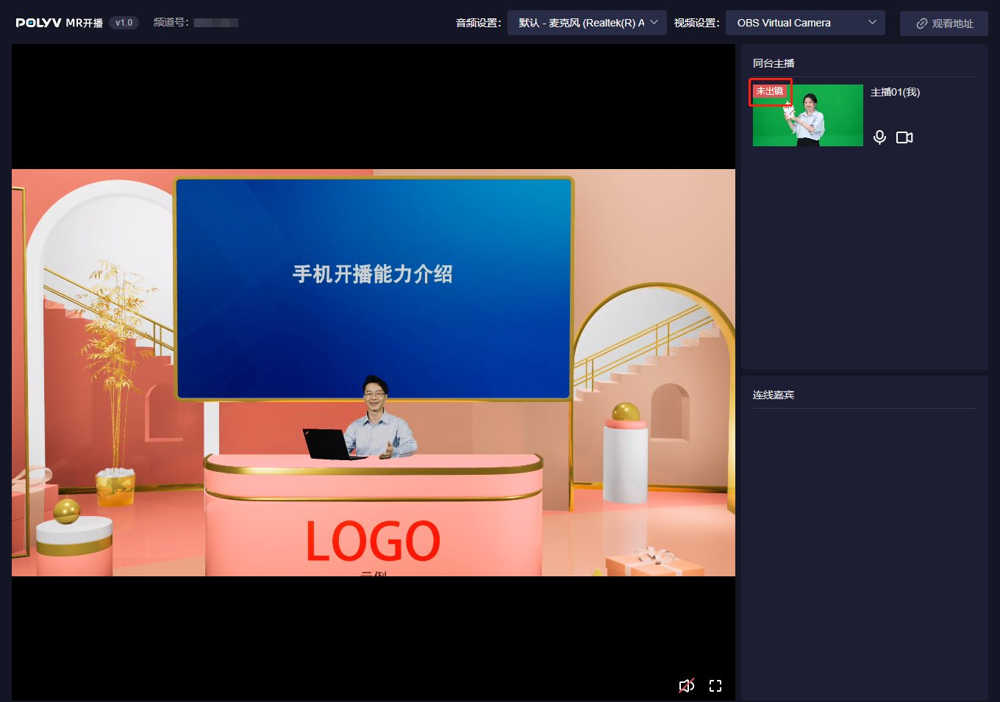 POLYV MR开播 v1.0 频道号: 音频设置: 默认 - 麦克风 (Realtek(R) A 视频设置: OBS Virtual Camera 观看地址
同台主播
未出镜
主播01(我)
手机开播能力介绍
连线嘉宾
LOGO
示例